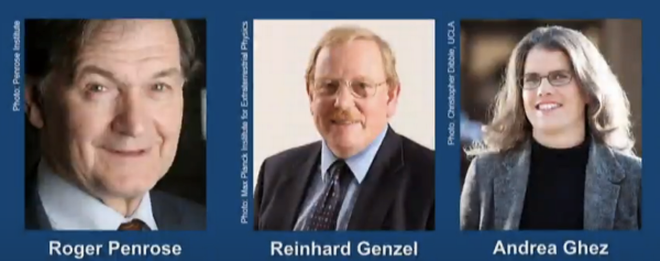 Photo: Penrose Institute
Photo: Max Planck Institute for Extraterrestrial Physics
Photo: Christopher Dibble, UCLA
Roger Penrose
Reinhard Genzel
Andrea Ghez